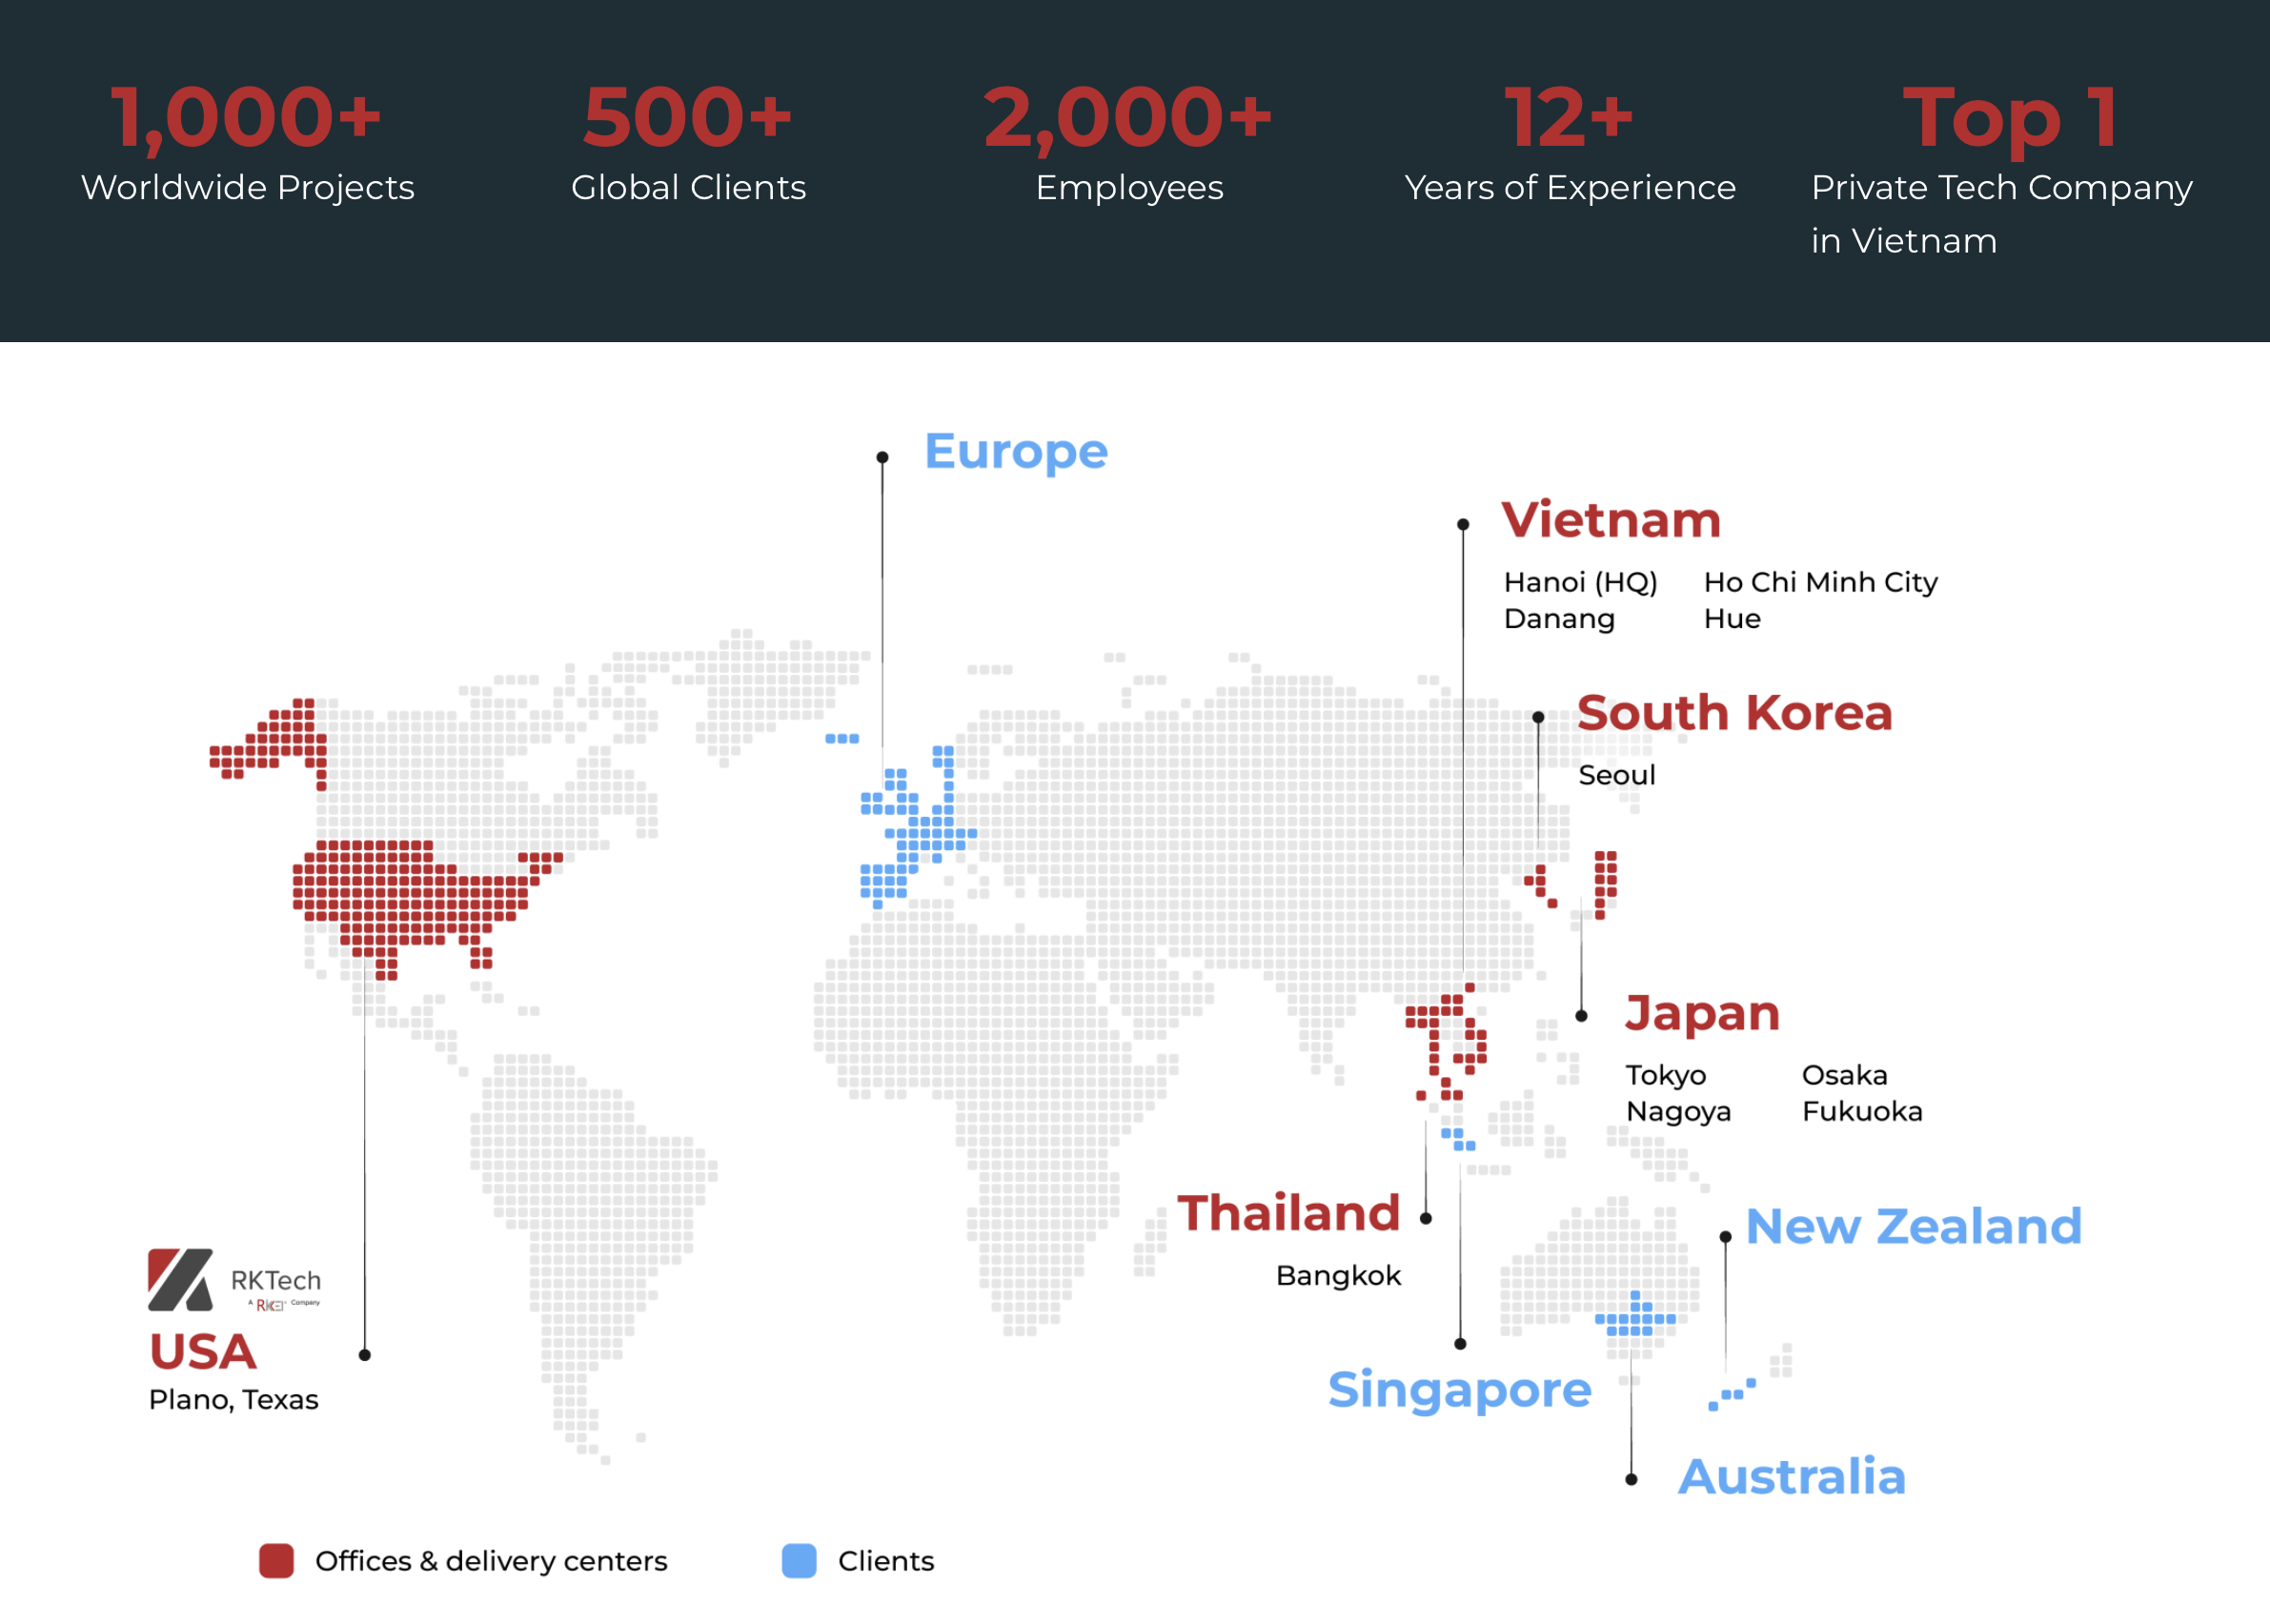 1,000+
Worldwide Projects
500+
Global Clients
2,000+
Employees
12+
Years of Experience
Top 1
Private Tech Company
in Vietnam
Europe
Vietnam
Hanoi (HQ) Ho Chi Minh City
Danang Hue
South Korea
Seoul
Japan
Tokyo Osaka
Nagoya Fukuoka
Thailand
Bangkok
New Zealand
RKTech
A Company
USA
Plano, Texas
Singapore
Australia
Offices & delivery centers
Clients